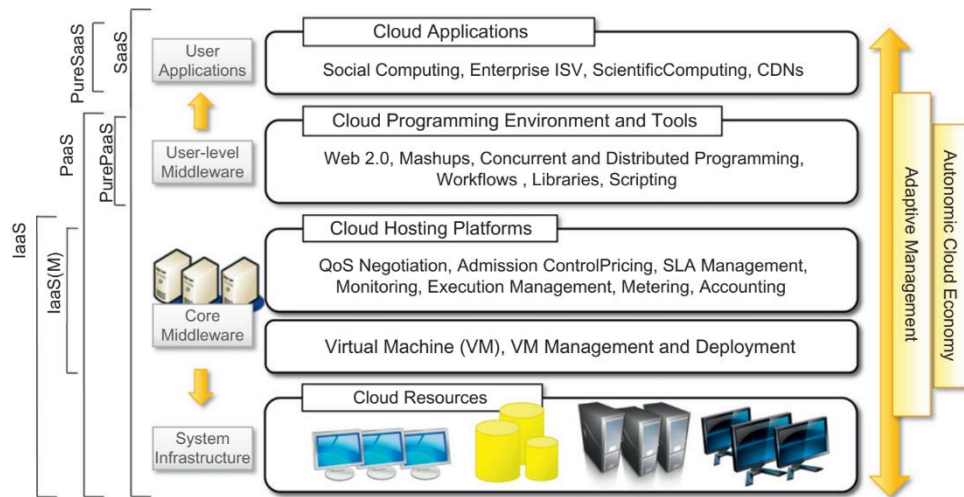 PureSaaS
SaaS
User
Applications
Cloud Applications
Social Computing, Enterprise ISV, ScientificComputing, CDNs
PaaS
PurePaaS
User-level
Middleware
Cloud Programming Environment and Tools
Web 2.0, Mashups, Concurrent and Distributed Programming,
Workflows , Libraries, Scripting
IaaS
IaaS(M)
Core
Middleware
Cloud Hosting Platforms
QoS Negotiation, Admission ControlPricing, SLA Management,
Monitoring, Execution Management, Metering, Accounting
Virtual Machine (VM), VM Management and Deployment
System
Infrastructure
Cloud Resources
Adaptive Management
Autonomic Cloud Economy